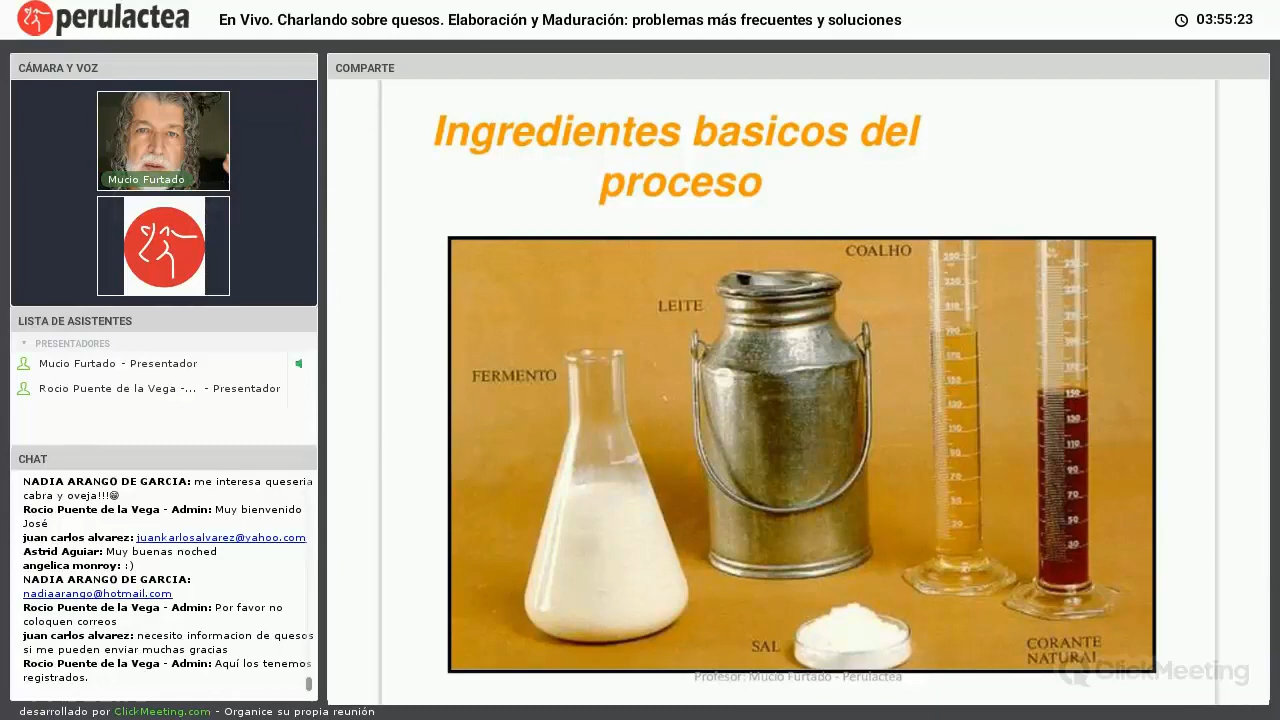 perulactea
En Vivo. Charlando sobre quesos. Elaboración y Maduración: problemas más frecuentes y soluciones
03:55:23
CÁMARA Y VOZ
Mucio Furtado
LISTA DE ASISTENTES
PRESENTADORES
Mucio Furtado - Presentador
Rocio Puente de la Vega -... - Presentador
CHAT
NADIA ARANGO DE GARCIA: me interesa queseria
cabra y oveja!!!😁
Rocio Puente de la Vega - Admin: Muy bienvenido
José
juan carlos alvarez: juankarlosalvarez@yahoo.com
Astrid Aguiar: Muy buenas noched
angelica monroy: :)
NADIA ARANGO DE GARCIA:
nadiaarango@hotmail.com
Rocio Puente de la Vega - Admin: Por favor no
coloquen correos
juan carlos alvarez: necesito informacion de quesos
si me pueden enviar muchas gracias
Rocio Puente de la Vega - Admin: Aquí los tenemos
registrados.
COMPARTE
Ingredientes basicos del
proceso
COALHO
LEITE
FERMENTO
SAL
CORANTE
NATURAL
Profesor: Mucio Furtado - Perulactea
ClickMeeting
desarrollado por ClickMeeting.com - Organice su propia reunión